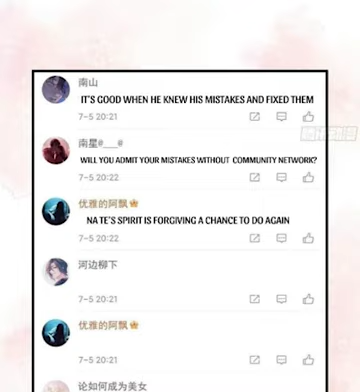 南山
IT'S GOOD WHEN HE KNEW HIS MISTAKES AND FIXED THEM
7-5 20:21
南星#___#
WILL YOU ADMIT YOUR MISTAKES WITHOUT COMMUNITY NETWORK?
7-5 20:22
优雅的阿飘
NA TE'S SPIRIT IS FORGIVING A CHANCE TO DO AGAIN
7-5 20:22
河边柳下
7-5 20:21
优雅的阿飘
7-5 20:21
论如何成为美女